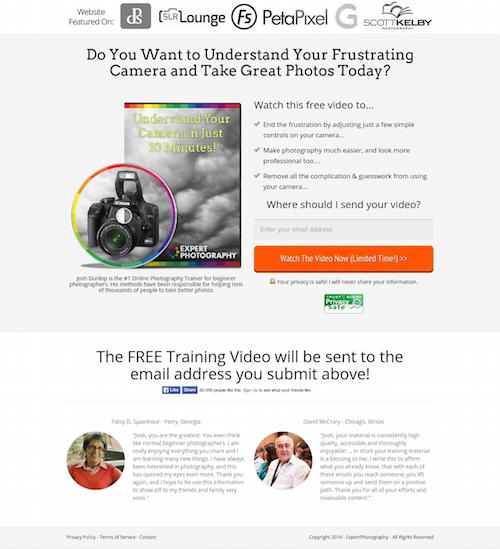 Website
Featured On:
dPS
[SLR Lounge
Fs
PetaPixel
G
SCOTTKELBY
PHOTOGRAPHY
Do You Want to Understand Your Frustrating
Camera and Take Great Photos Today?
Understand Your
Camera in Just
10 Minutes!
Canon
EXPERT
PHOTOGRAPHY
Josh Dunlop is the #1 Online Photography Trainer for beginner
photographers. His methods have been responsible for helping tens
of thousands of people to take better photos.
Watch this free video to...
End the frustration by adjusting just a few simple
controls on your camera...
Make photography much easier, and look more
professional too....
Remove all the complication & guesswork from using
your camera...
Where should I send your video?
Enter your email address
Watch The Video Now (Limited Time!) >>
Your privacy is safe! I will never share your information.
Privacy
Safe
The FREE Training Video will be sent to the
email address you submit above!
Like Share people like this. Sign Up to see what your friends like.
Patsy D. Spainhour - Perry, Georgia
"Josh, you are the greatest. You even think
like normal beginner photographers. I am
really enjoying everything you share and i
am learning many new things. I have always
been interested in photography, and this
has opened my eyes even more. Thank you
again, and I hope to be use this information
to show off to my friends and family very
soon."
David McCrary - Chicago, Illinois
"Josh, your material is consistently high
quality, accessible and thoroughly
enjoyable! ... In short your training material
is a blessing to me. I write this to affirm
what you already know, that with each of
these emails you reach someone, you lift
someone up and send them on a positive
path. Thank you for all of your efforts and
invaluable content."
Privacy Policy - Terms of Service - Contact
Copyright 2014 - ExpertPhotography - All Rights Reserved